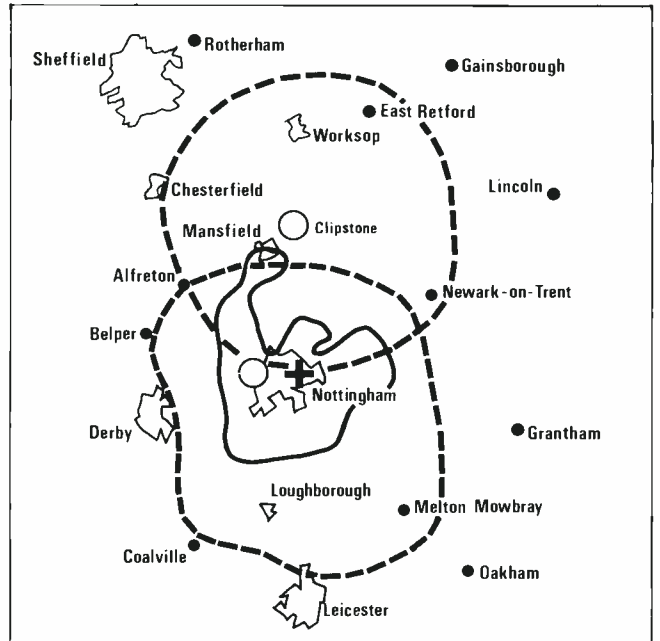 Rotherham
Sheffield
Gainsborough
East Retford
Worksop
Chesterfield
Lincoln
Mansfield
Clipstone
Alfreton
Newark-on-Trent
Belper
Nottingham
Derby
Grantham
Loughborough
Melton Mowbray
Coalville
Oakham
Leicester